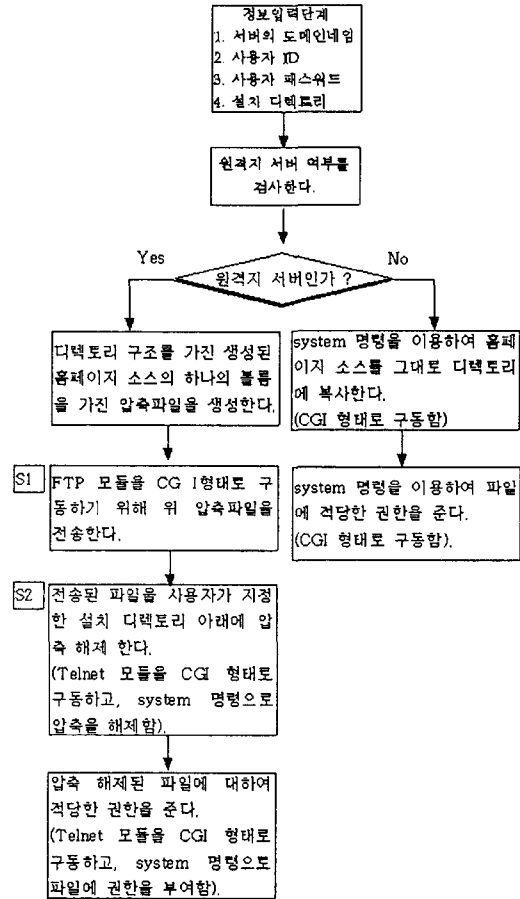 정보입력단계
1. 서버의 도메인네임
2. 사용자 ID
3. 사용자 패스워드
4. 설치 디렉토리
원격지 서버 여부를
검사한다.
Yes
No
원격지 서버인가 ?
디렉토리 구조를 가진 생성된
홈페이지 소스의 하나의 볼륨
을 가진 압축파일을 생성한다.
system 명령을 이용하여 홈페
이지 소스를 그대로 디렉토리
에 복사한다.
(CGI 형태로 구동함)
S1
FTP 모듈을 CG I형태로 구
동하기 위해 위 압축파일을
전송한다.
system 명령을 이용하여 파일
에 적당한 권한을 준다.
(CGI 형태로 구동함).
S2
전송된 파일을 사용자가 지정
한 설치 디렉토리 아래에 압
축 해제 한다.
(Telnet 모듈을 CGI 형태로
구동하고, system 명령으로
압축을 해제함).
압축 해제된 파일에 대하여
적당한 권한을 준다.
(Telnet 모듈을 CGI 형태로
구동하고, system 명령으로
파일에 권한을 부여함).